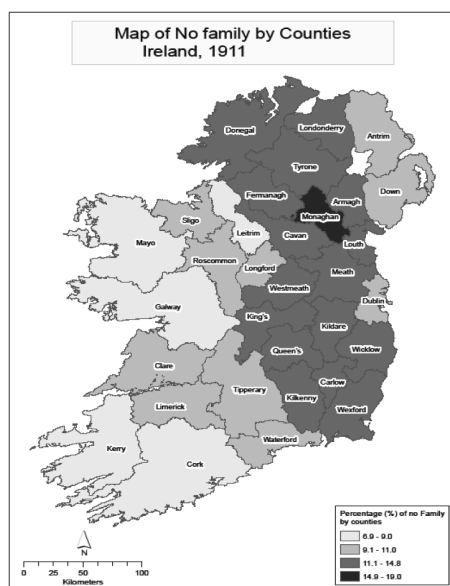 Map of No family by Counties
Ireland, 1911
Donegal
Londonderry
Antrim
Tyrone
Fermanagh
Armagh
Down
Monaghan
Sligo
Leitrim
Cavan
Louth
Mayo
Roscommon
Longford
Meath
Westmeath
Galway
King's
Dublin
Kildare
Queen's
Wicklow
Clare
Carlow
Tipperary
Kilkenny
Limerick
Wexford
Waterford
Kerry
Cork
N
0 25 50 100
Kilometers
Percentage (%) of no Family
by counties
6.9 - 9.0
9.1 - 11.0
11.1 - 14.8
14.9 - 19.0